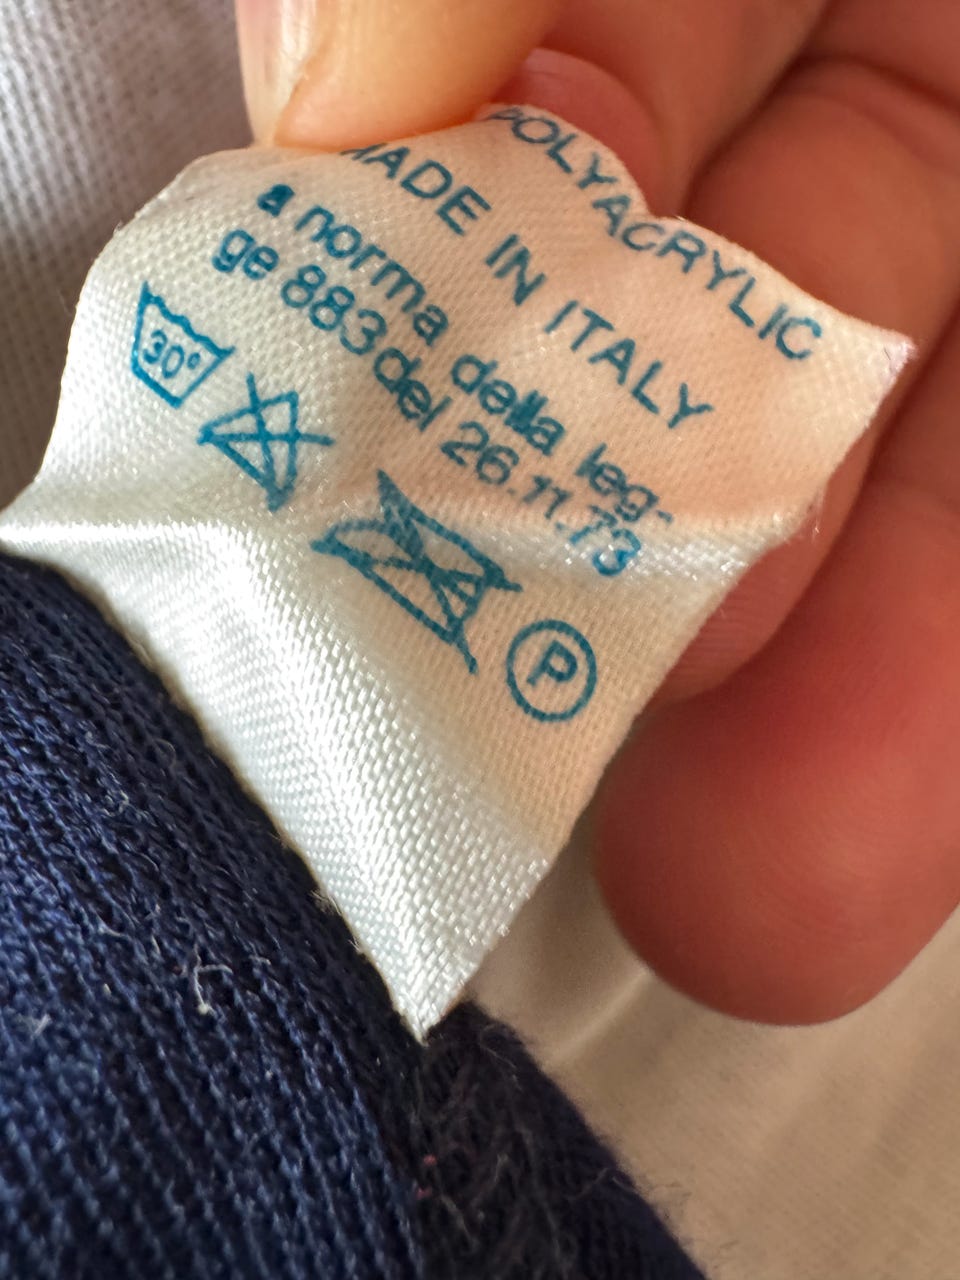 POLYACRYLIC
MADE IN ITALY
a norma della leg-
ge 883 del 26.11.73
30°
P